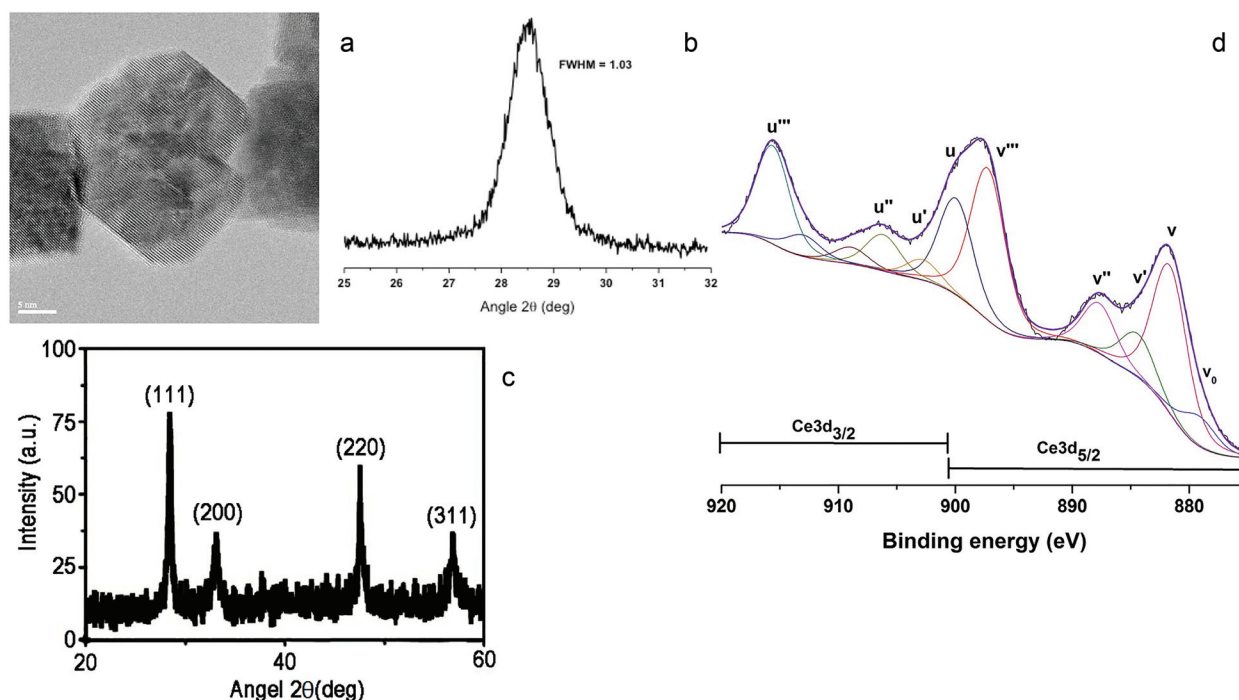 a
5 nm
FWHM = 1.03
25 26 27 28 29 30 31 32
Angle 2θ (deg)
b
c
100
75
50
25
0
(111)
(200)
(220)
(311)
20 40 60
Intensity (a.u.)
Angel 2θ(deg)
d
u'''
u''
u'
u
v'''
v''
v'
v
v0
Ce3d3/2
Ce3d5/2
920 910 900 890 880
Binding energy (eV)